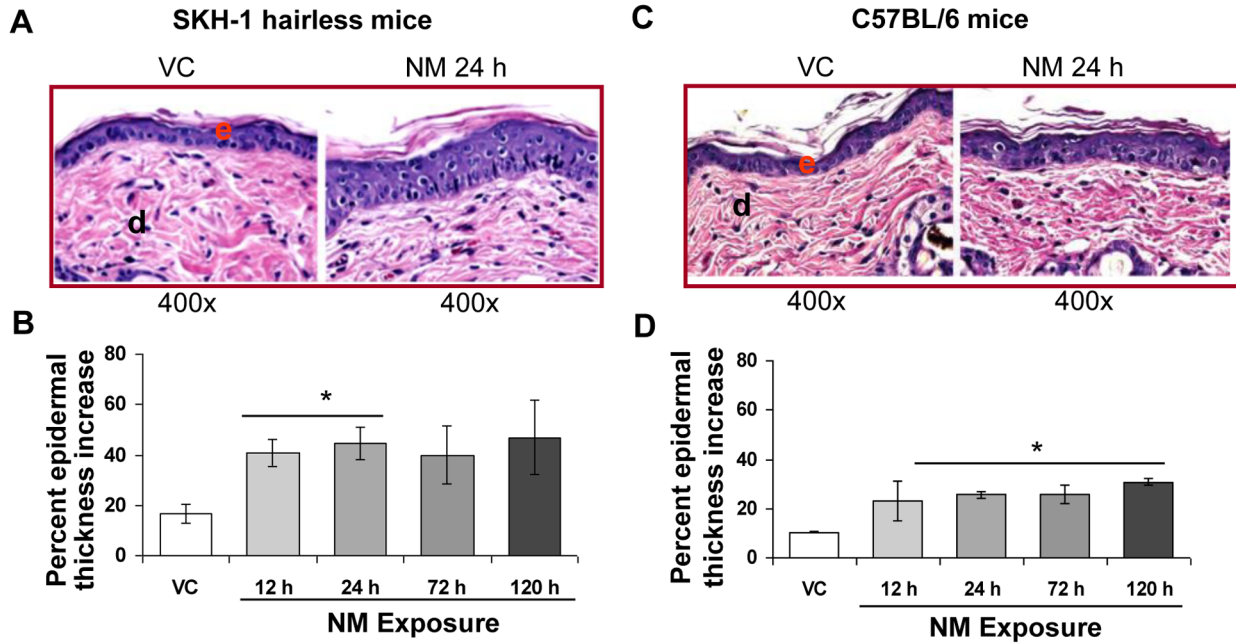 A
SKH-1 hairless mice
VC
NM 24 h
e
d
400x
400x
B
Percent epidermal
thickness increase
80
60
40
20
0
*
VC
12 h
24 h
72 h
120 h
NM Exposure
C
C57BL/6 mice
VC
NM 24 h
e
d
400x
400x
D
Percent epidermal
thickness increase
80
60
40
20
0
*
VC
12 h
24 h
72 h
120 h
NM Exposure